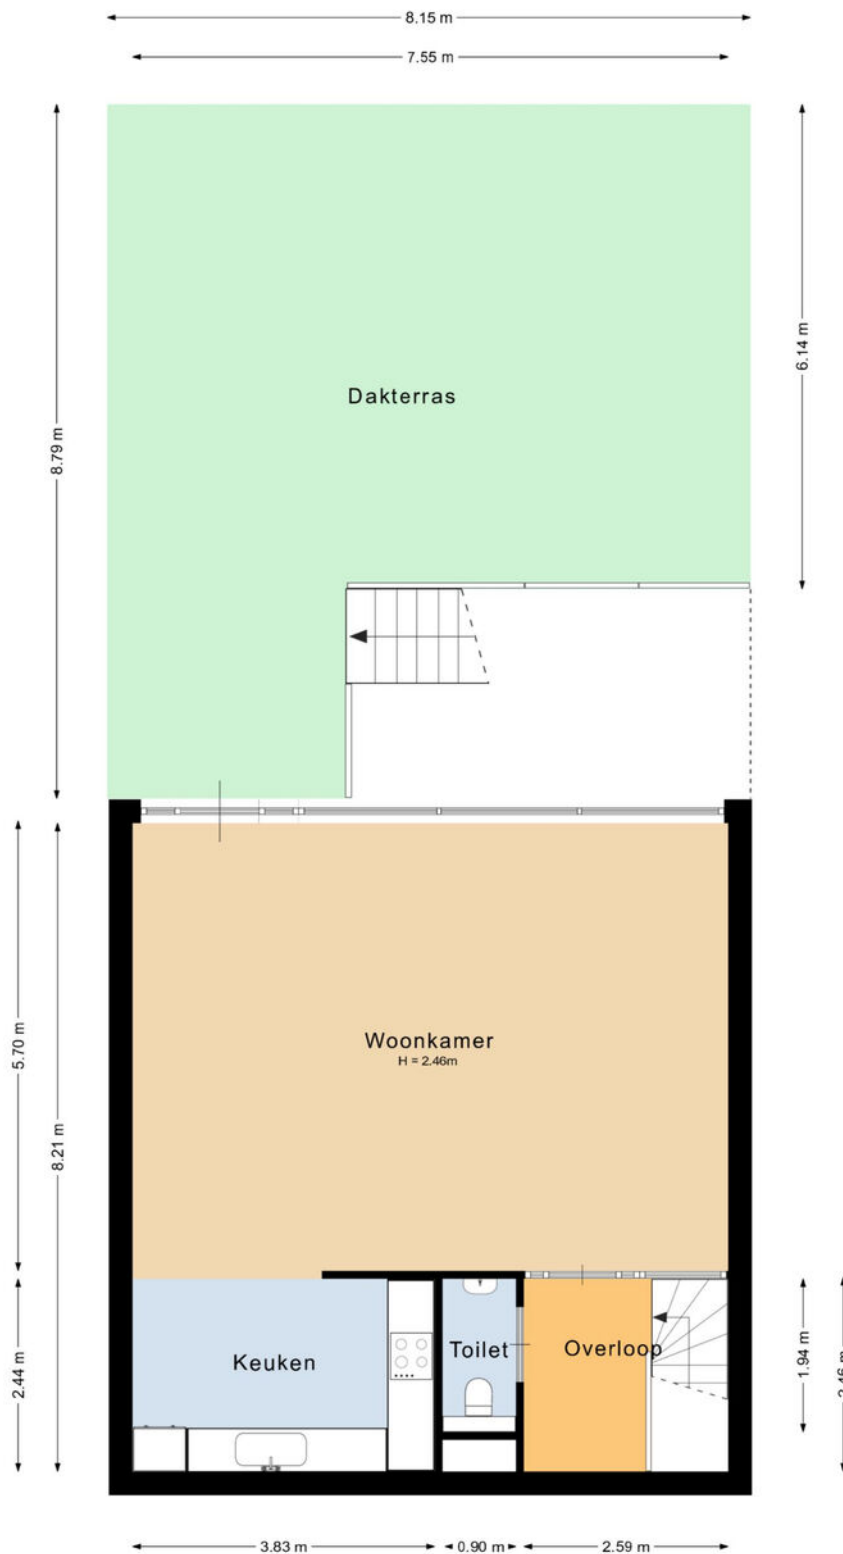 8.15 m
7.55 m
6.14 m
Dakterras
8.79 m
Woonkamer
H = 2.46m
5.70 m
8.21 m
Keuken
Toilet
Overloop
2.44 m
1.94 m
3.83 m
0.90 m
2.59 m